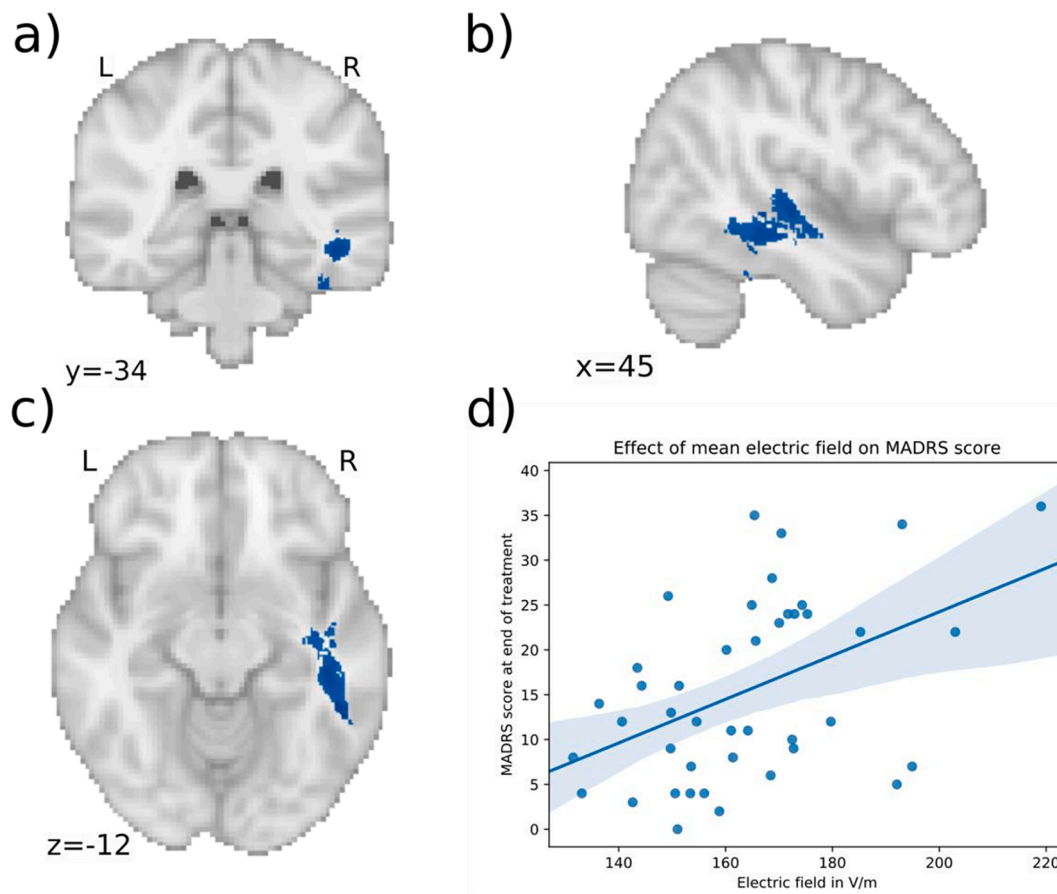 a)
L
R
y=-34
b)
x=45
c)
L
R
z=-12
d)
Effect of mean electric field on MADRS score
MADRS score at end of treatment
40
35
30
25
20
15
10
5
0
140 160 180 200 220
Electric field in V/m